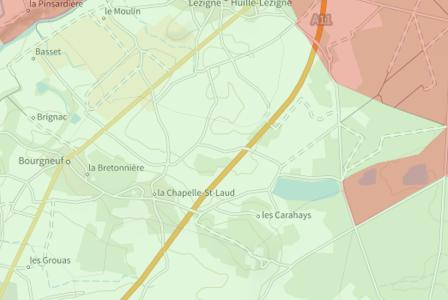 la Pinsardière
Lézigné
Huillé-Lézigné
le Moulin
A11
Basset
Brignac
Bourgneuf
la Bretonnière
la Chapelle-St-Laud
les Carahays
les Grouas